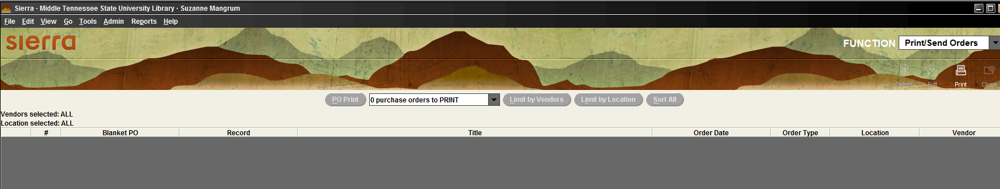 Sierra · Middle Tennessee State University Library · Suzanne Mangrum
File Edit View Go Tools Admin Reports Help
sierra
FUNCTION Print/Send Orders
Delete Edit Print Close
PO Print 0 purchase orders to PRINT Limit by Vendors Limit by Location Sort All
Vendors selected: ALL
Location selected: ALL
# Blanket PO Record Title Order Date Order Type Location Vendor